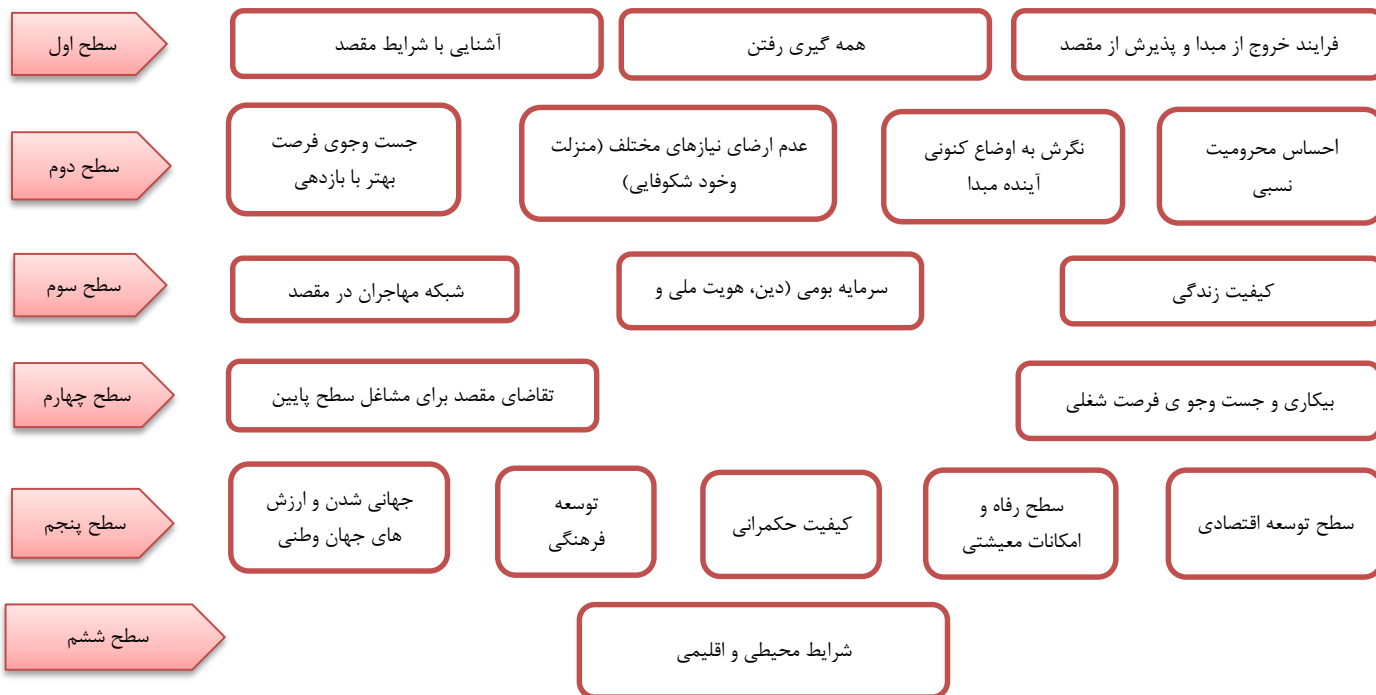 فرایند خروج از مبدا و پذیرش از مقصد
همه گیری رفتن
آشنایی با شرایط مقصد
سطح اول
احساس محرومیت
نسبی
نگرش به اوضاع کنونی
آینده مبدا
عدم ارضای نیازهای مختلف (منزلت
وخود شکوفایی)
جست وجوی فرصت
بهتر با بازدهی
سطح دوم
کیفیت زندگی
سرمایه بومی (دین، هویت ملی و
شبکه مهاجران در مقصد
سطح سوم
بیکاری و جست وجو ی فرصت شغلی
تقاضای مقصد برای مشاغل سطح پایین
سطح چهارم
سطح توسعه اقتصادی
سطح رفاه و
امکانات معیشتی
کیفیت حکمرانی
توسعه
فرهنگی
جهانی شدن و ارزش
های جهان وطنی
سطح پنجم
شرایط محیطی و اقلیمی
سطح ششم